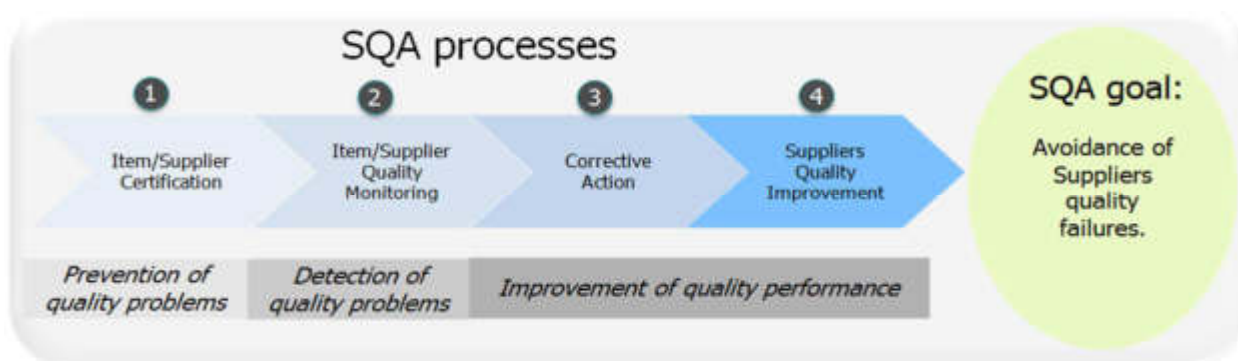 SQA processes
1
2
3
4
Item/Supplier
Certification
Item/Supplier
Quality
Monitoring
Corrective
Action
Suppliers
Quality
Improvement
Prevention of
quality problems
Detection of
quality problems
Improvement of quality performance
SQA goal:
Avoidance of
Suppliers
quality
failures.